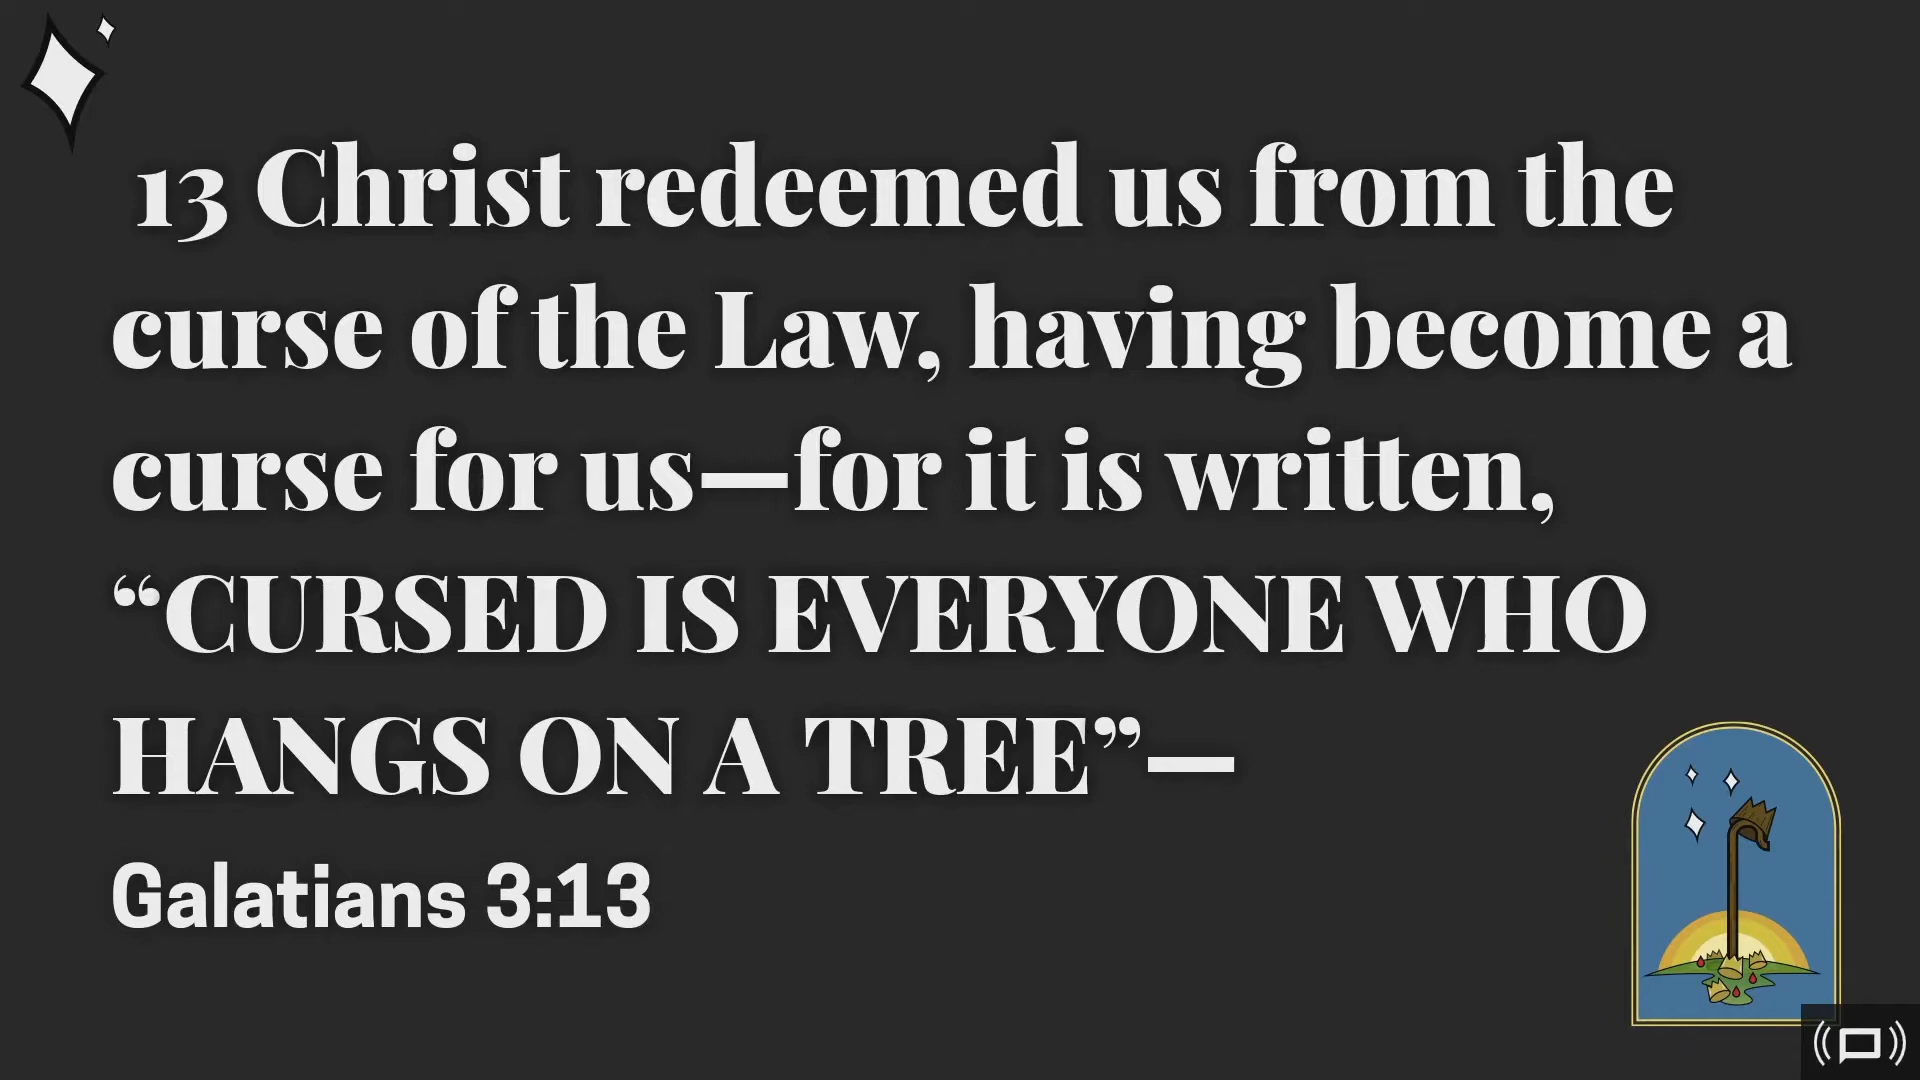 13 Christ redeemed us from the
curse of the Law, having become a
curse for us—for it is written,
“CURSED IS EVERYONE WHO
HANGS ON A TREE”—
Galatians 3:13